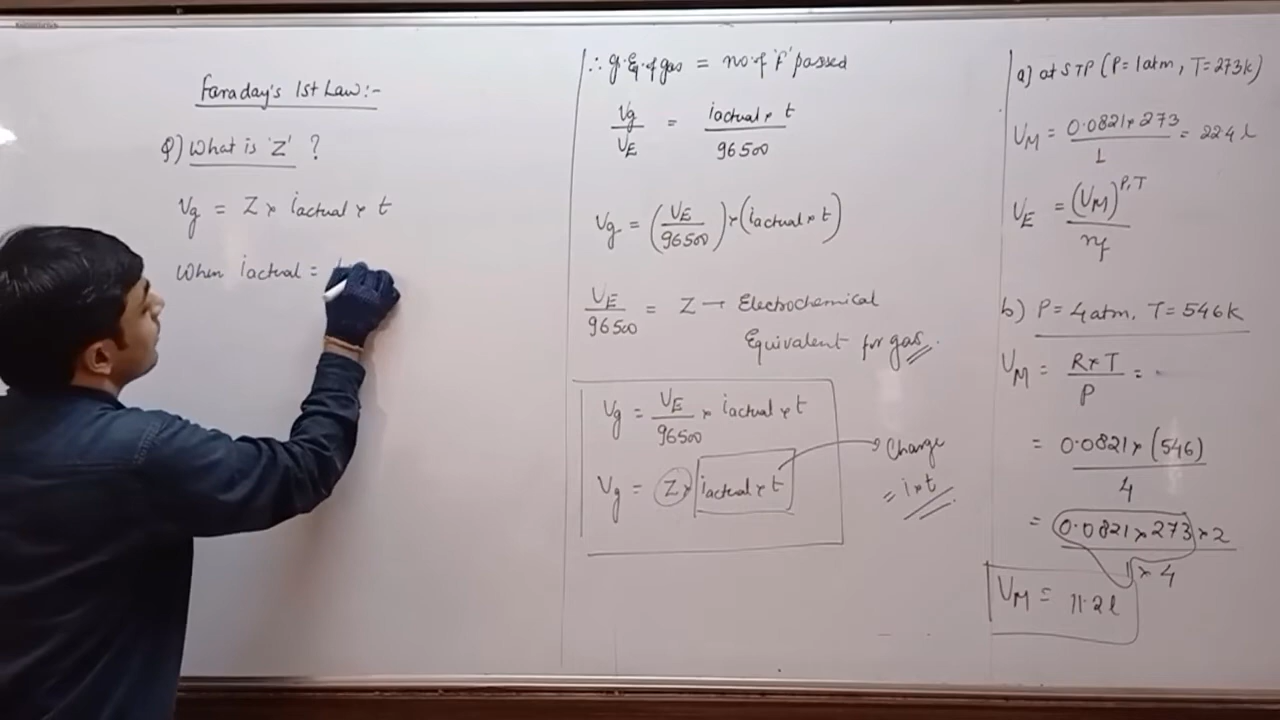 Faraday's 1st Law:-
Q) What is 'Z' ?
Vg = Z × iactual × t
When iactual =
∴ g.Eq. of gas = no. of 'F' passed
Vg/VE = iactual × t/96500
Vg = (VE/96500) × (iactual × t)
VE/96500 = Z → Electrochemical
Equivalent for gas.
Vg = VE/96500 × iactual × t
Vg = Z × iactual × t
→ Charge
= i × t
a) at STP (P = 1atm, T = 273k)
VM = 0.0821 × 273/1 = 22.4 l
VE = (VM)P,T/nf
b) P = 4 atm, T = 546k
VM = R × T/P =
= 0.0821 × (546)/4
= 0.0821 × 273 × 2/1 × 4
VM = 11.2 l